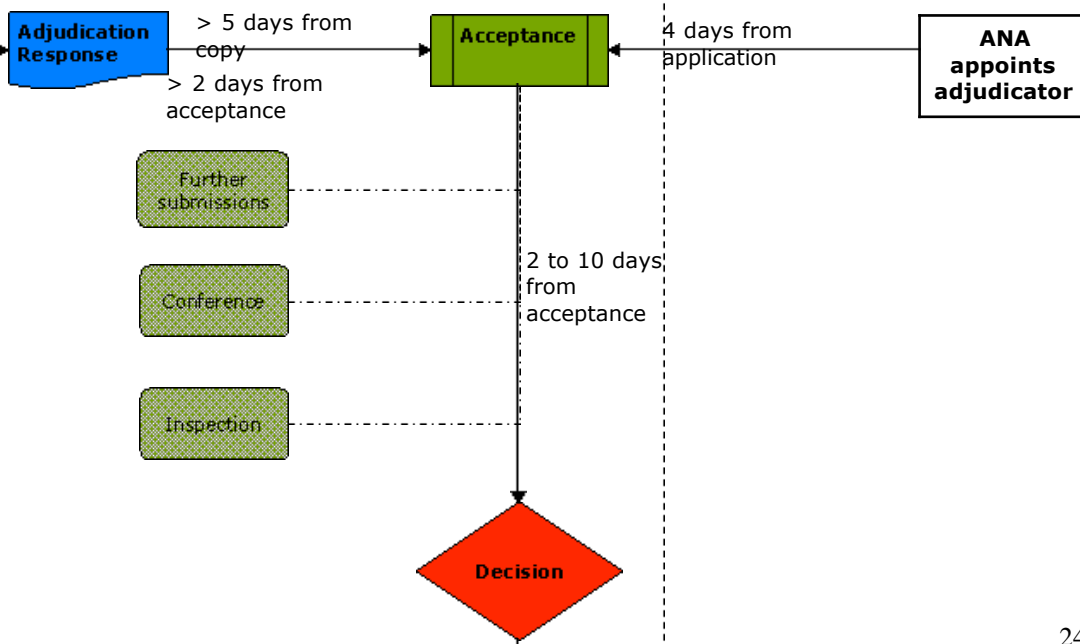 Adjudication
Response
> 5 days from
copy
> 2 days from
acceptance
Acceptance
4 days from
application
ANA
appoints
adjudicator
Further
submissions
2 to 10 days
from
acceptance
Conference
Inspection
Decision
24